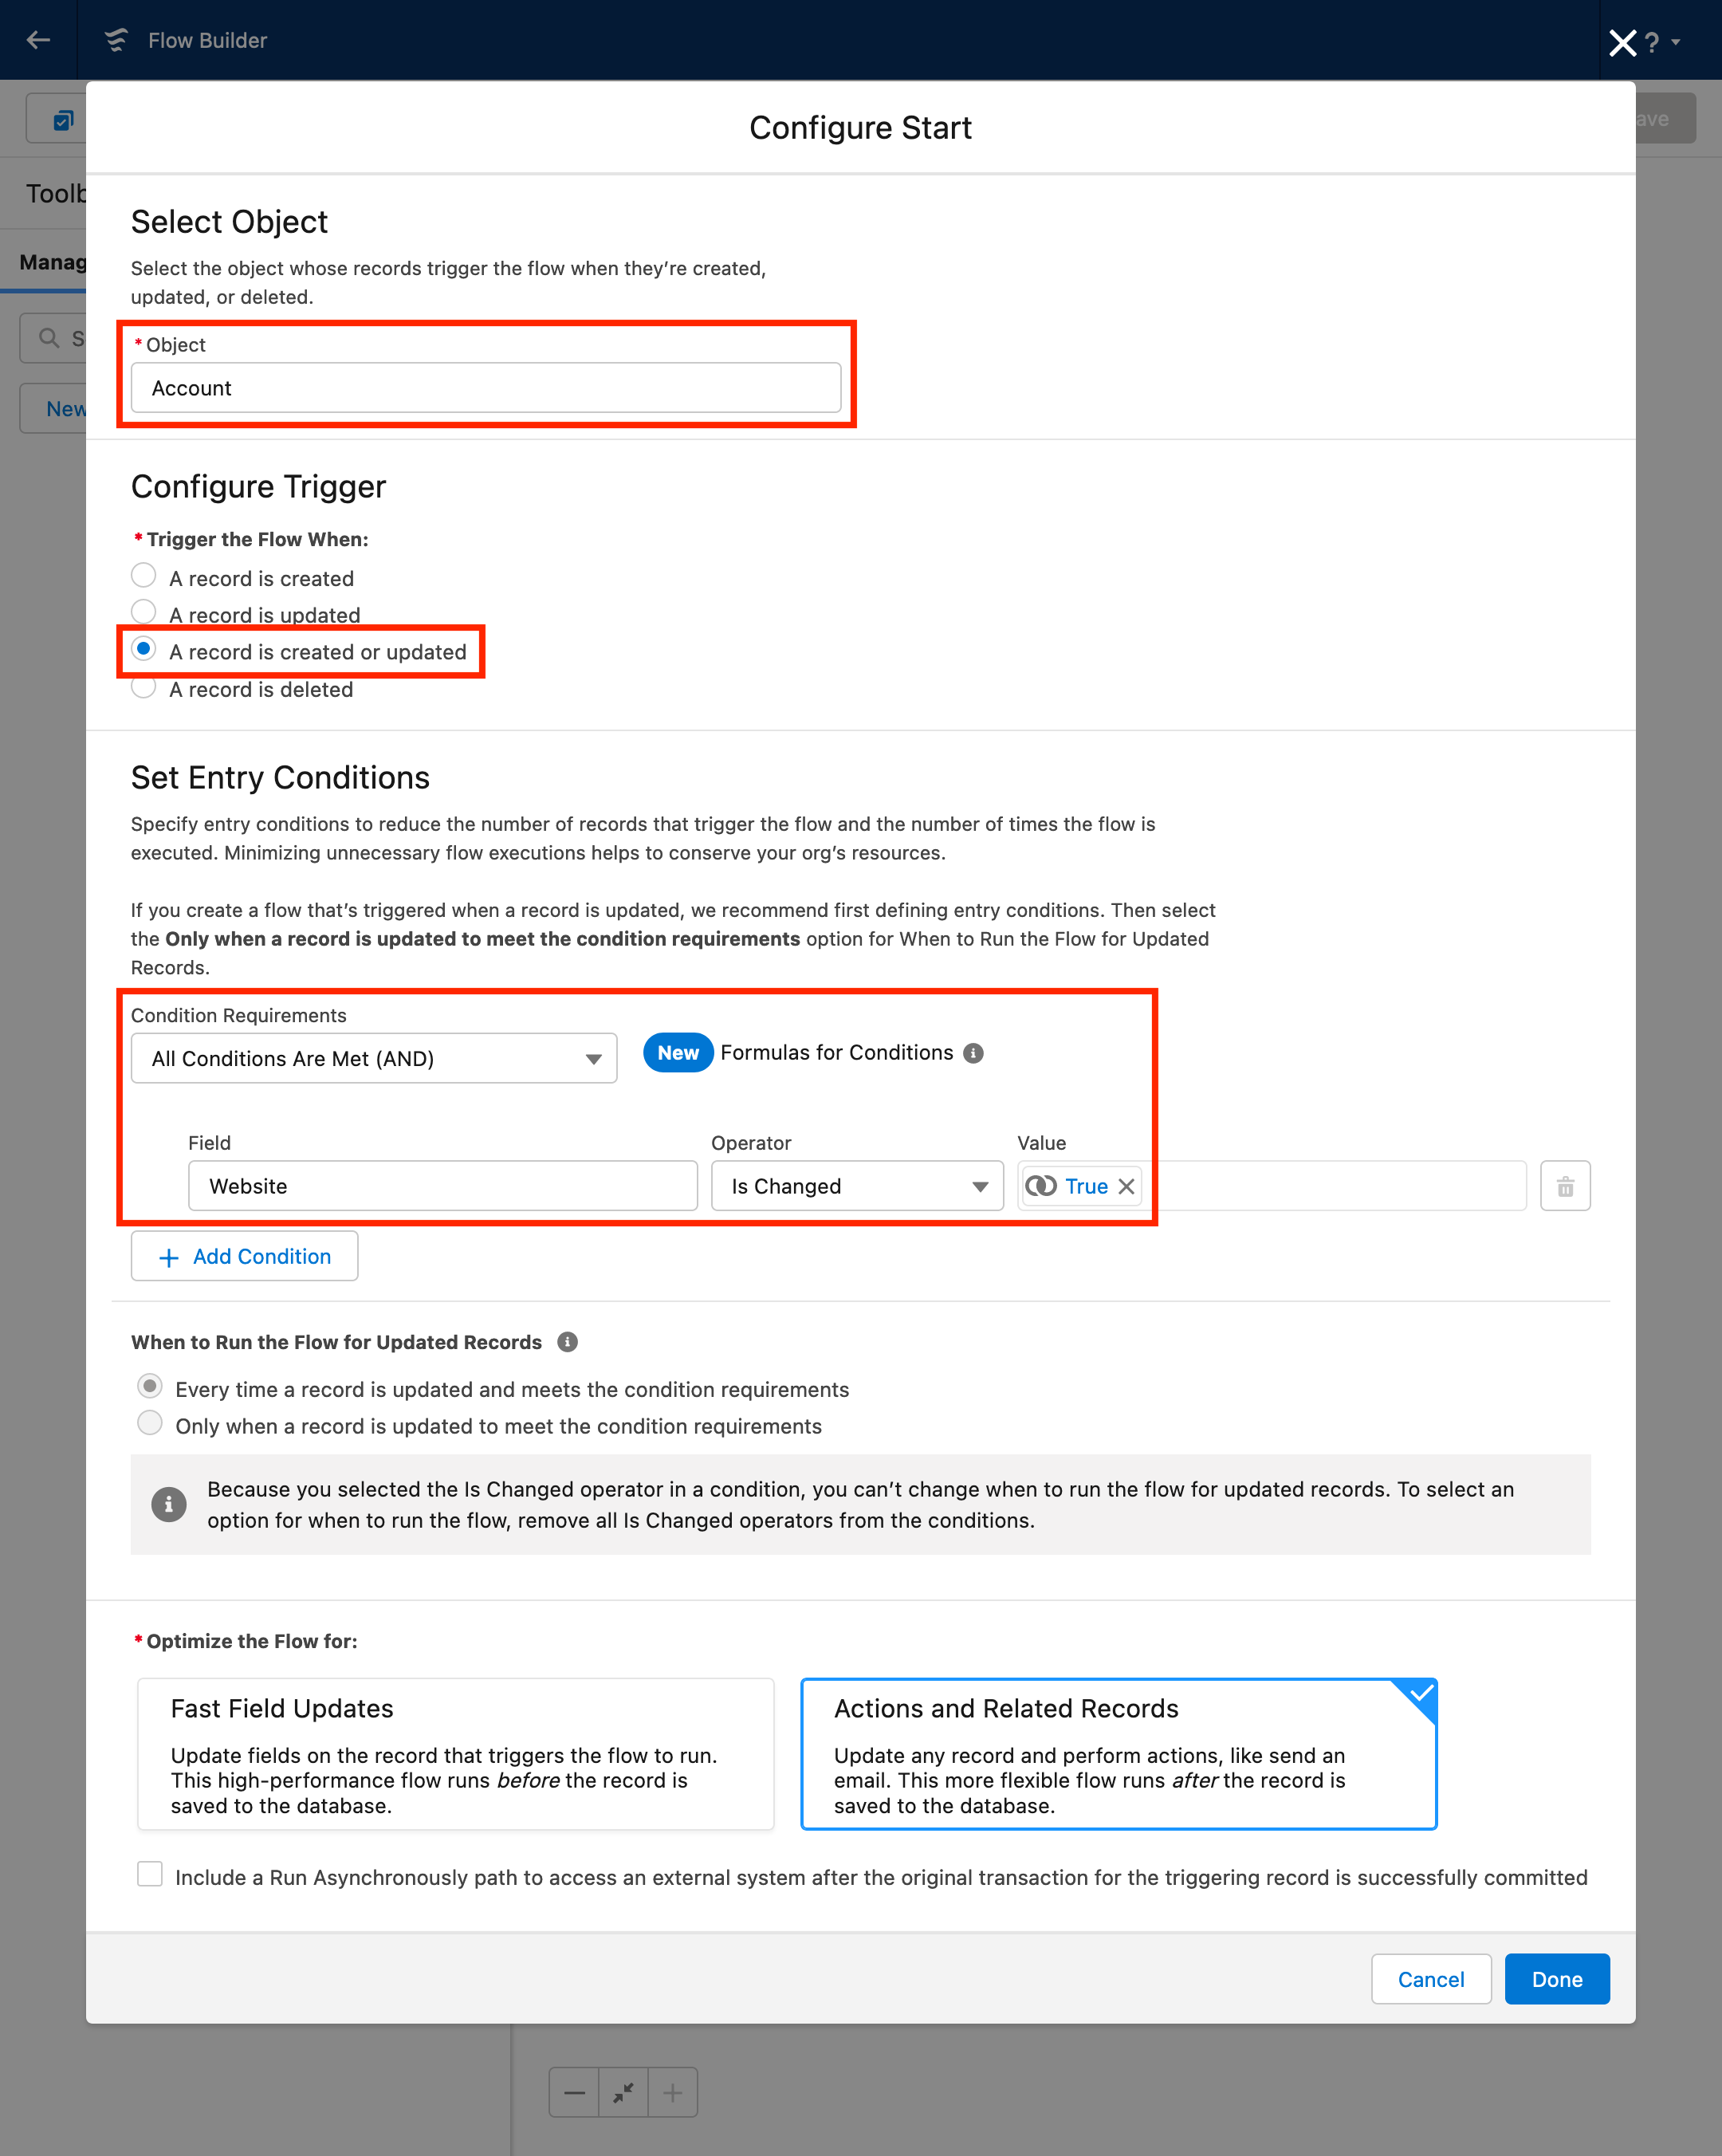 Flow Builder
?
ave
Configure Start
Toolb
Manag
S
New
Select Object
Select the object whose records trigger the flow when they’re created,
updated, or deleted.
* Object
Account
Configure Trigger
* Trigger the Flow When:
A record is created
A record is updated
A record is created or updated
A record is deleted
Set Entry Conditions
Specify entry conditions to reduce the number of records that trigger the flow and the number of times the flow is
executed. Minimizing unnecessary flow executions helps to conserve your org’s resources.
If you create a flow that’s triggered when a record is updated, we recommend first defining entry conditions. Then select
the Only when a record is updated to meet the condition requirements option for When to Run the Flow for Updated
Records.
Condition Requirements
All Conditions Are Met (AND)
New Formulas for Conditions
Field Operator Value
Website Is Changed True
+ Add Condition
When to Run the Flow for Updated Records
Every time a record is updated and meets the condition requirements
Only when a record is updated to meet the condition requirements
Because you selected the Is Changed operator in a condition, you can’t change when to run the flow for updated records. To select an
option for when to run the flow, remove all Is Changed operators from the conditions.
* Optimize the Flow for:
Fast Field Updates
Update fields on the record that triggers the flow to run.
This high-performance flow runs before the record is
saved to the database.
Actions and Related Records
Update any record and perform actions, like send an
email. This more flexible flow runs after the record is
saved to the database.
Include a Run Asynchronously path to access an external system after the original transaction for the triggering record is successfully committed
Cancel Done